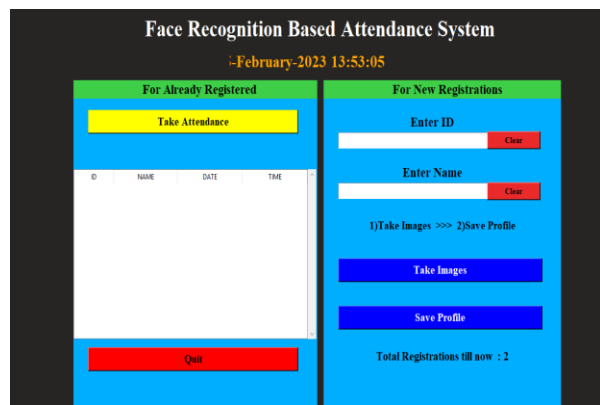 Face Recognition Based Attendance System
-February-2023 13:53:05
For Already Registered
Take Attendance
ID NAME DATE TIME
Quit
For New Registrations
Enter ID
Clear
Enter Name
Clear
1)Take Images >>> 2)Save Profile
Take Images
Save Profile
Total Registrations till now : 2